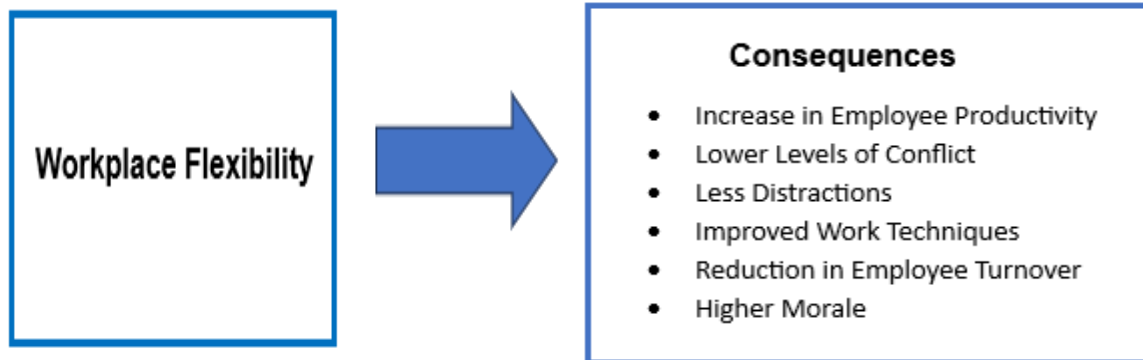 Workplace Flexibility
Consequences
• Increase in Employee Productivity
• Lower Levels of Conflict
• Less Distractions
• Improved Work Techniques
• Reduction in Employee Turnover
• Higher Morale